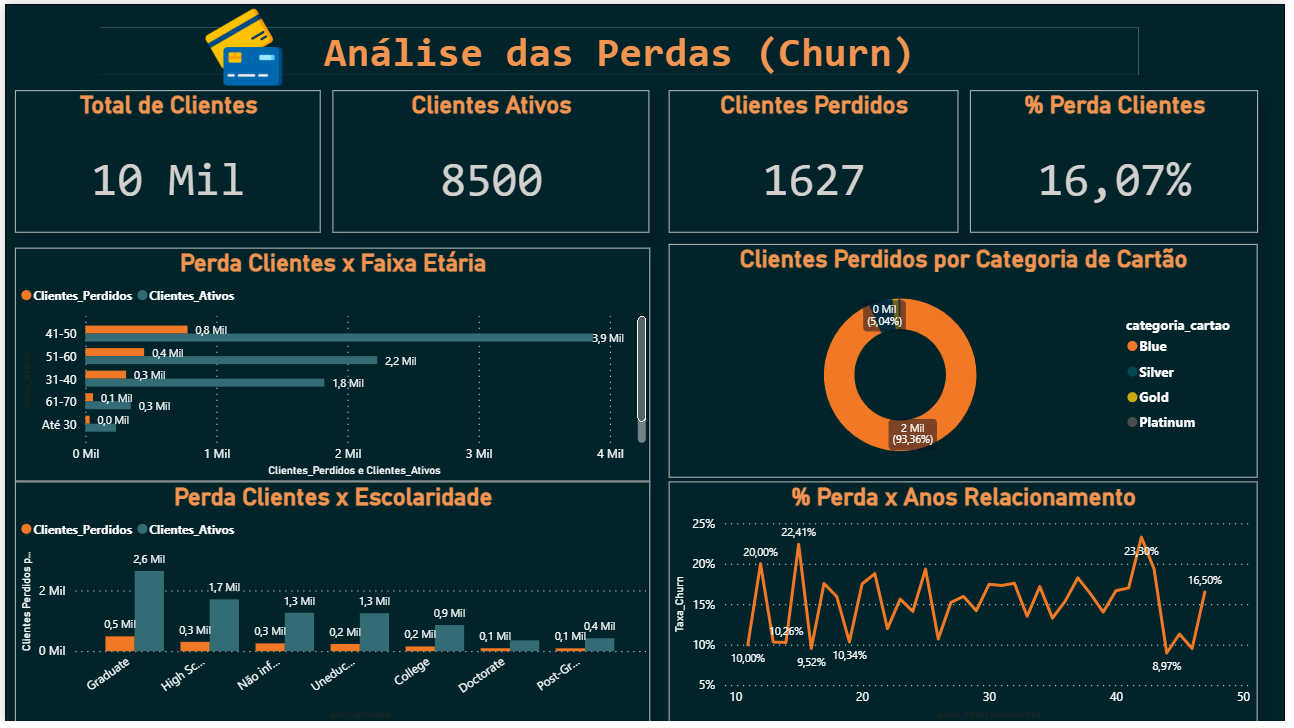 Análise das Perdas (Churn)
Total de Clientes
10 Mil
Clientes Ativos
8500
Clientes Perdidos
1627
% Perda Clientes
16,07%
Perda Clientes x Faixa Etária
Clientes_Perdidos Clientes_Ativos
41-50
0,8 Mil
3,9 Mil
51-60
0,4 Mil
2,2 Mil
31-40
0,3 Mil
1,8 Mil
61-70
0,1 Mil
0,3 Mil
Até 30
0,0 Mil
0 Mil 1 Mil 2 Mil 3 Mil 4 Mil
Clientes_Perdidos e Clientes_Ativos
Clientes Perdidos por Categoria de Cartão
0 Mil
(5,04%)
2 Mil
(93,36%)
categoria_cartao
Blue
Silver
Gold
Platinum
Perda Clientes x Escolaridade
Clientes_Perdidos Clientes_Ativos
Clientes Perdidos p...
2 Mil
0 Mil
0,5 Mil
2,6 Mil
0,3 Mil
1,7 Mil
0,3 Mil
1,3 Mil
0,2 Mil
1,3 Mil
0,2 Mil
0,9 Mil
0,1 Mil
0,1 Mil
0,4 Mil
Graduate
High Sc...
Não inf...
Uneduc...
College
Doctorate
Post-Gr...
% Perda x Anos Relacionamento
Taxa_Churn
25%
20%
15%
10%
5%
10,00%
20,00%
10,26%
22,41%
9,52%
10,34%
23,30%
8,97%
16,50%
10 20 30 40 50